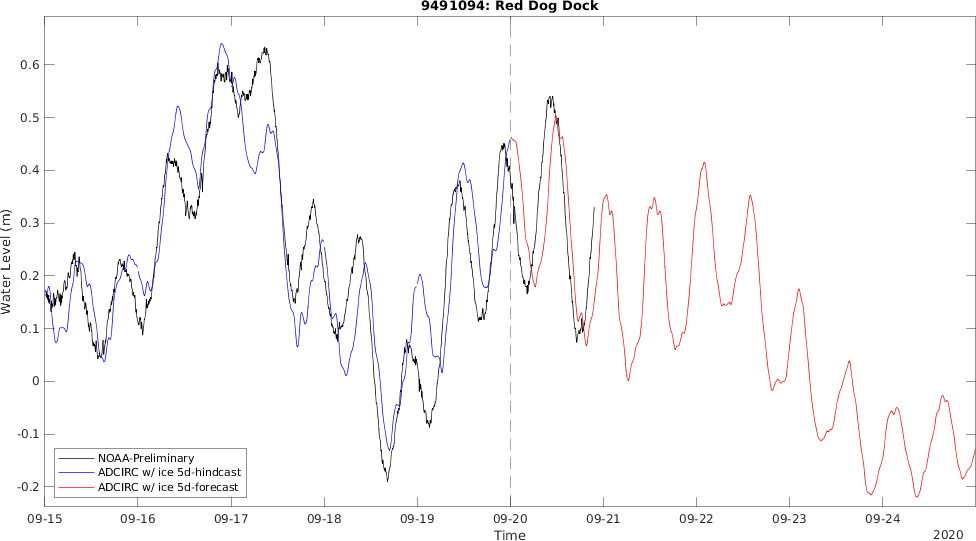 9491094: Red Dog Dock
0.6
0.5
0.4
0.3
0.2
0.1
0
-0.1
-0.2
Water Level (m)
NOAA-Preliminary
ADCIRC w/ ice 5d-hindcast
ADCIRC w/ ice 5d-forecast
09-15 09-16 09-17 09-18 09-19 09-20 09-21 09-22 09-23 09-24
Time
2020